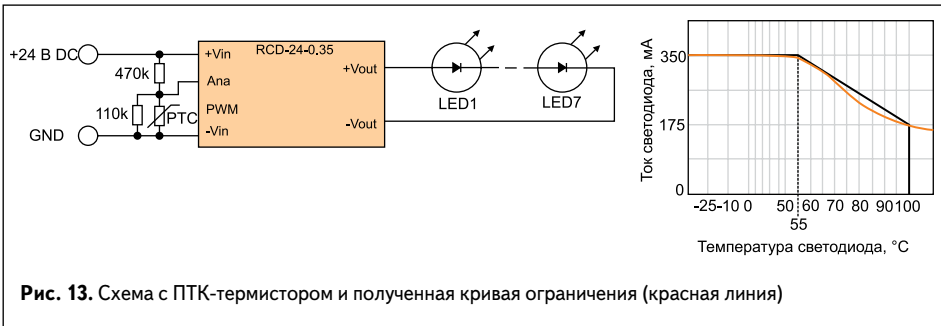 +24 В DC
GND
470k
110k
PTC
RCD-24-0.35
+Vin
Ana
PWM
-Vin
+Vout
-Vout
LED1
LED7
Ток светодиода, мА
350
175
0
-25-10 0 50 60 70 80 90100
55
Температура светодиода, °C
Рис. 13. Схема с ПТК-термистором и полученная кривая ограничения (красная линия)